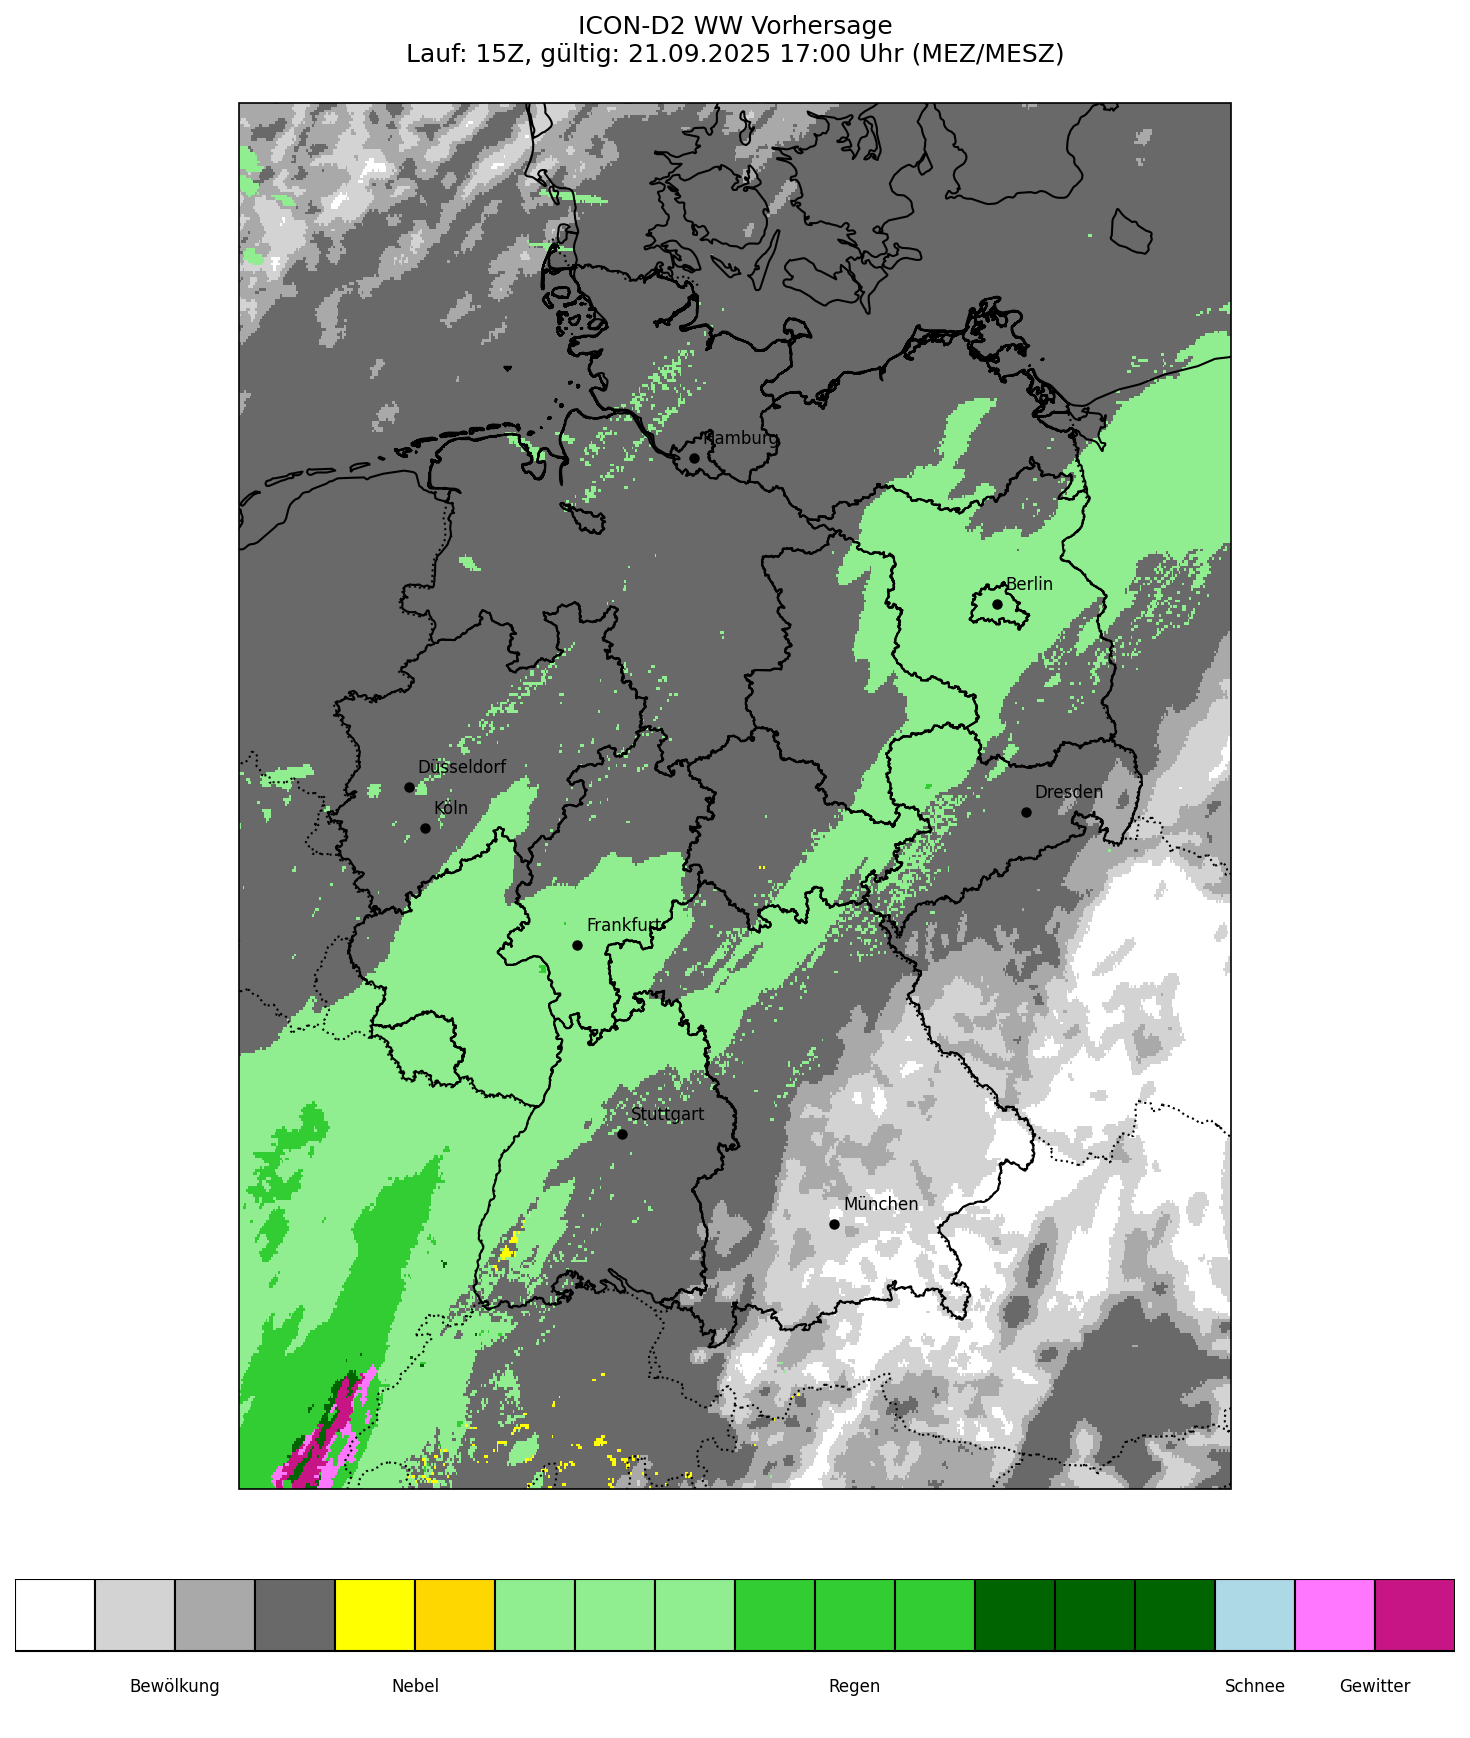 ICON-D2 WW Vorhersage
Lauf: 15Z, gültig: 21.09.2025 17:00 Uhr (MEZ/MESZ)
Hamburg
Berlin
Düsseldorf
Dresden
Köln
Frankfurt
Stuttgart
München
Bewölkung
Nebel
Regen
Schnee
Gewitter